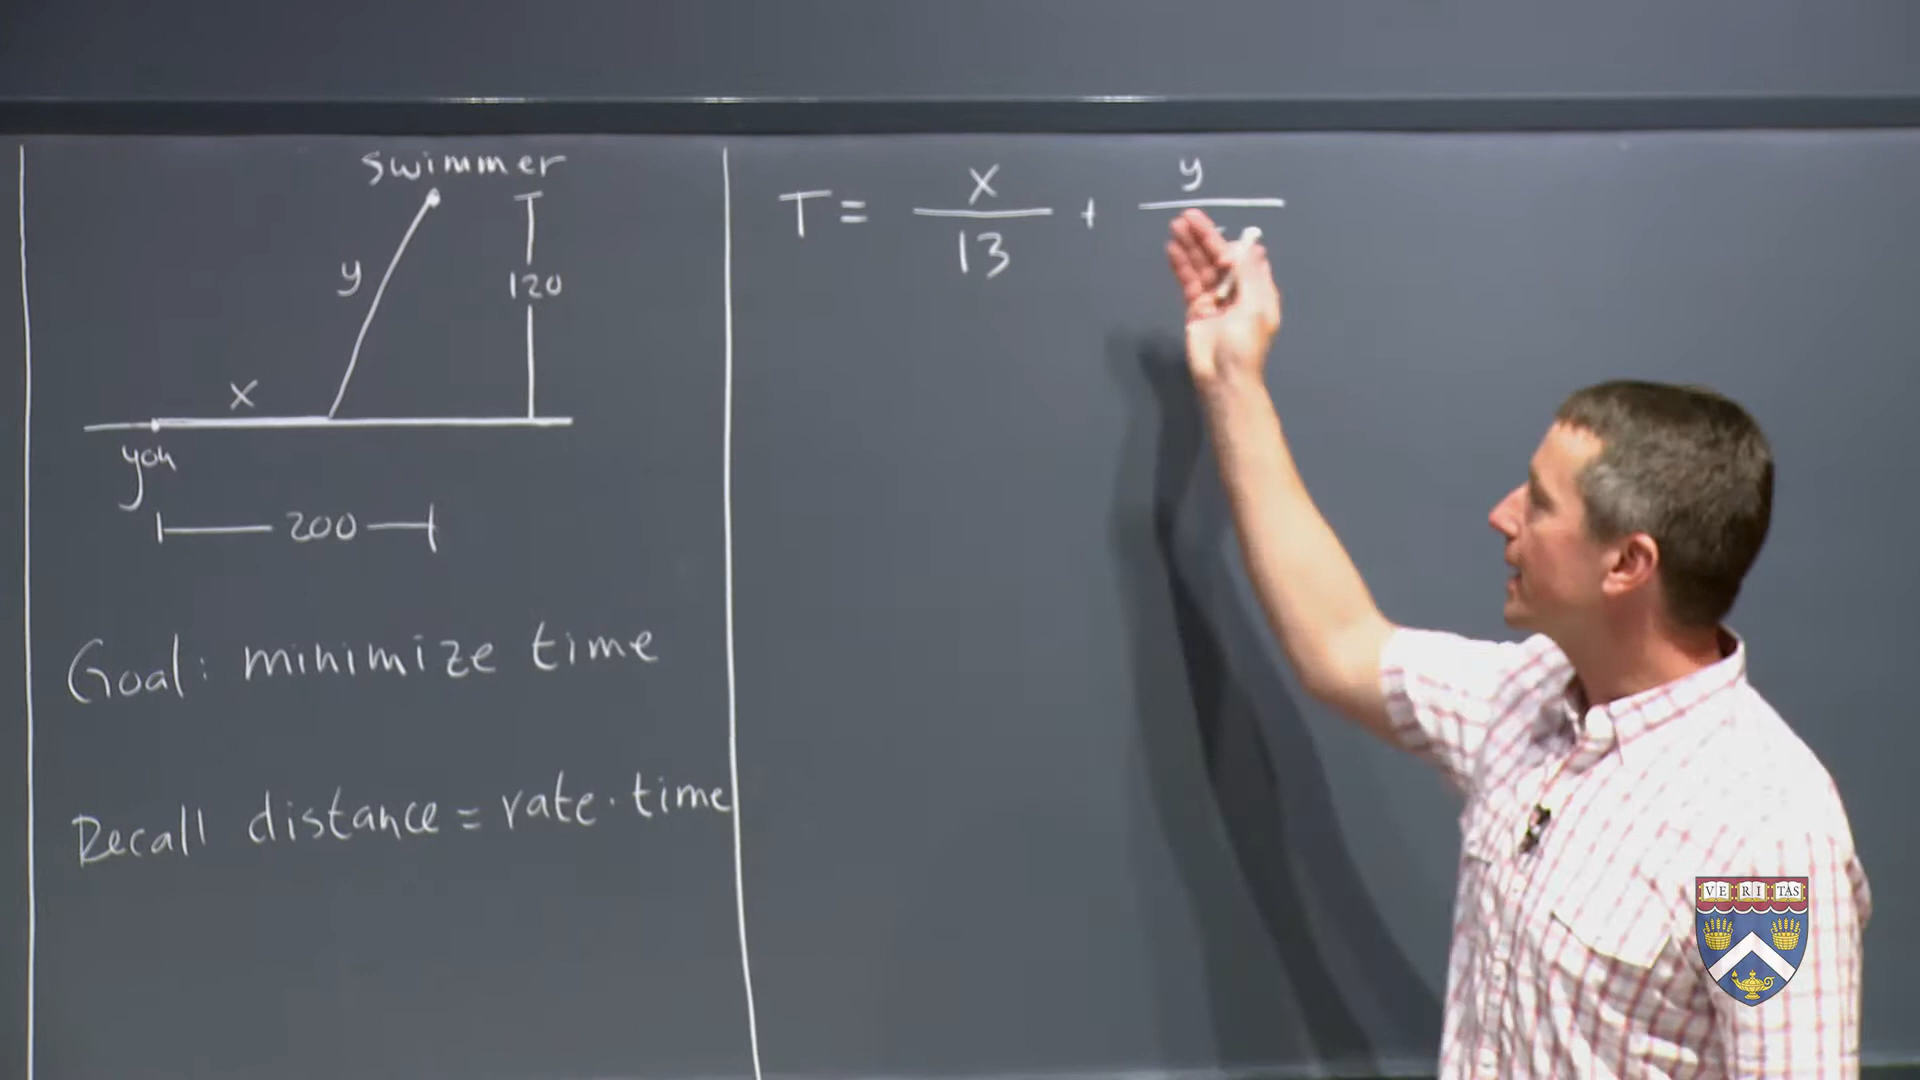 swimmer
y
120
x
you
200
Goal: minimize time
Recall distance = rate · time
T = x/13 + y/
VE RI TAS